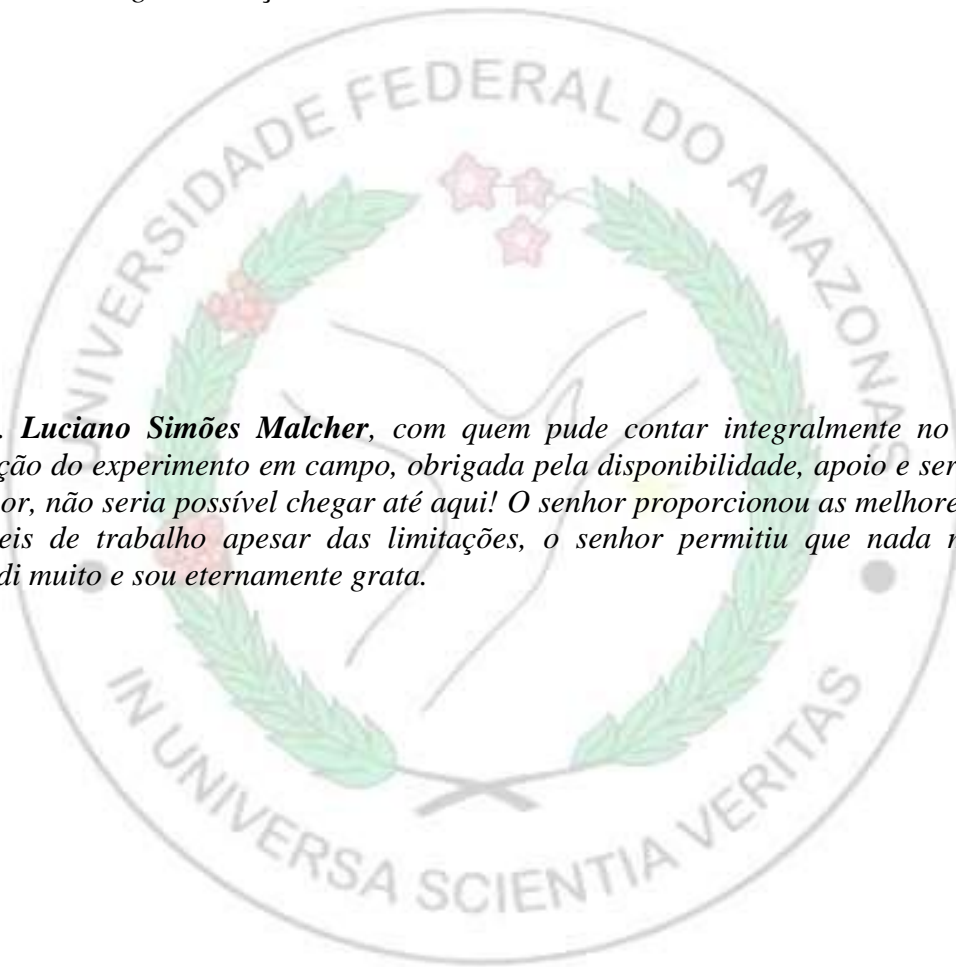 UNIVERSIDADE FEDERAL DO AMAZONAS
. Luciano Simões Malcher, com quem pude contar integralmente no
ção do experimento em campo, obrigada pela disponibilidade, apoio e ser
or, não seria possível chegar até aqui! O senhor proporcionou as melhore
eis de trabalho apesar das limitações, o senhor permitiu que nada
di muito e sou eternamente grata.
IN UNIVERSA SCIENTIA VERITAS